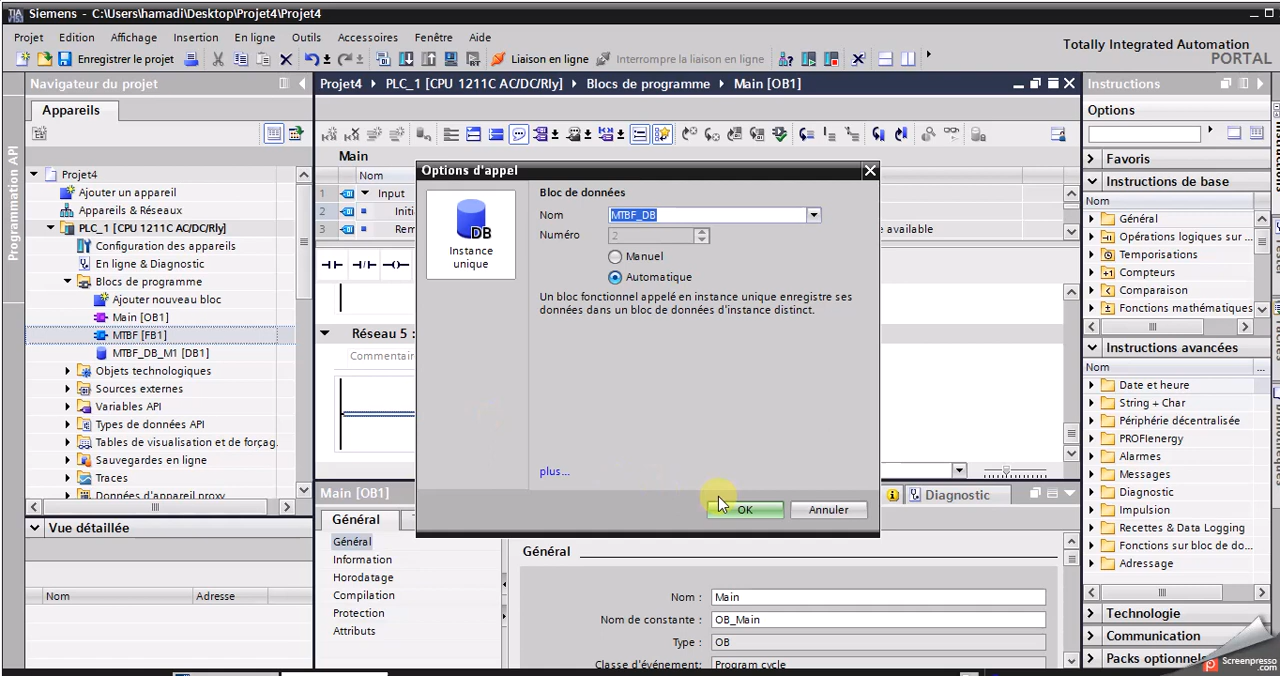 Siemens - C:\Users\hamadi\Desktop\Projet4\Projet4
Projet Edition Affichage Insertion En ligne Outils Accessoires Fenêtre Aide
Totally Integrated Automation
PORTAL
Enregistrer le projet
Liaison en ligne
Interrompre la liaison en ligne
Navigateur du projet
Projet4 PLC_1 [CPU 1211C AC/DC/Rly] Blocs de programme Main [OB1]
Instructions
Appareils
Options
Programmation API
Main
Nom
1 Input
2 Initi
3 Rem
e available
Projet4
Ajouter un appareil
Appareils & Réseaux
PLC_1 [CPU 1211C AC/DC/Rly]
Configuration des appareils
En ligne & Diagnostic
Blocs de programme
Ajouter nouveau bloc
Main [OB1]
MTBF [FB1]
MTBF_DB_M1 [DB1]
Objets technologiques
Sources externes
Variables API
Types de données API
Tables de visualisation et de forçag.
Sauvegardes en ligne
Traces
Données d'appareil proxy
Vue détaillée
Nom Adresse
Réseau 5 :
Commentaire
Options d'appel
DB
Instance
unique
Bloc de données
Nom MTBF_DB
Numéro 2
Manuel
Automatique
Un bloc fonctionnel appelé en instance unique enregistre ses
données dans un bloc de données d'instance distinct.
plus...
OK Annuler
Main [OB1]
Diagnostic
Général
Général
Information
Horodatage
Compilation
Protection
Attributs
Général
Nom : Main
Nom de constante : OB_Main
Type : OB
Classe d'événement: Program cycle
Favoris
Instructions de base
Nom
Général
Opérations logiques sur ...
Temporisations
Compteurs
Comparaison
Fonctions mathématiques
Instructions avancées
Nom ...
Date et heure
String + Char
Périphérie décentralisée
PROFIenergy
Alarmes
Messages
Diagnostic
Impulsion
Recettes & Data Logging
Fonctions sur bloc de do...
Adressage
Technologie
Communication
Packs optionnels
Screenpresso
.com